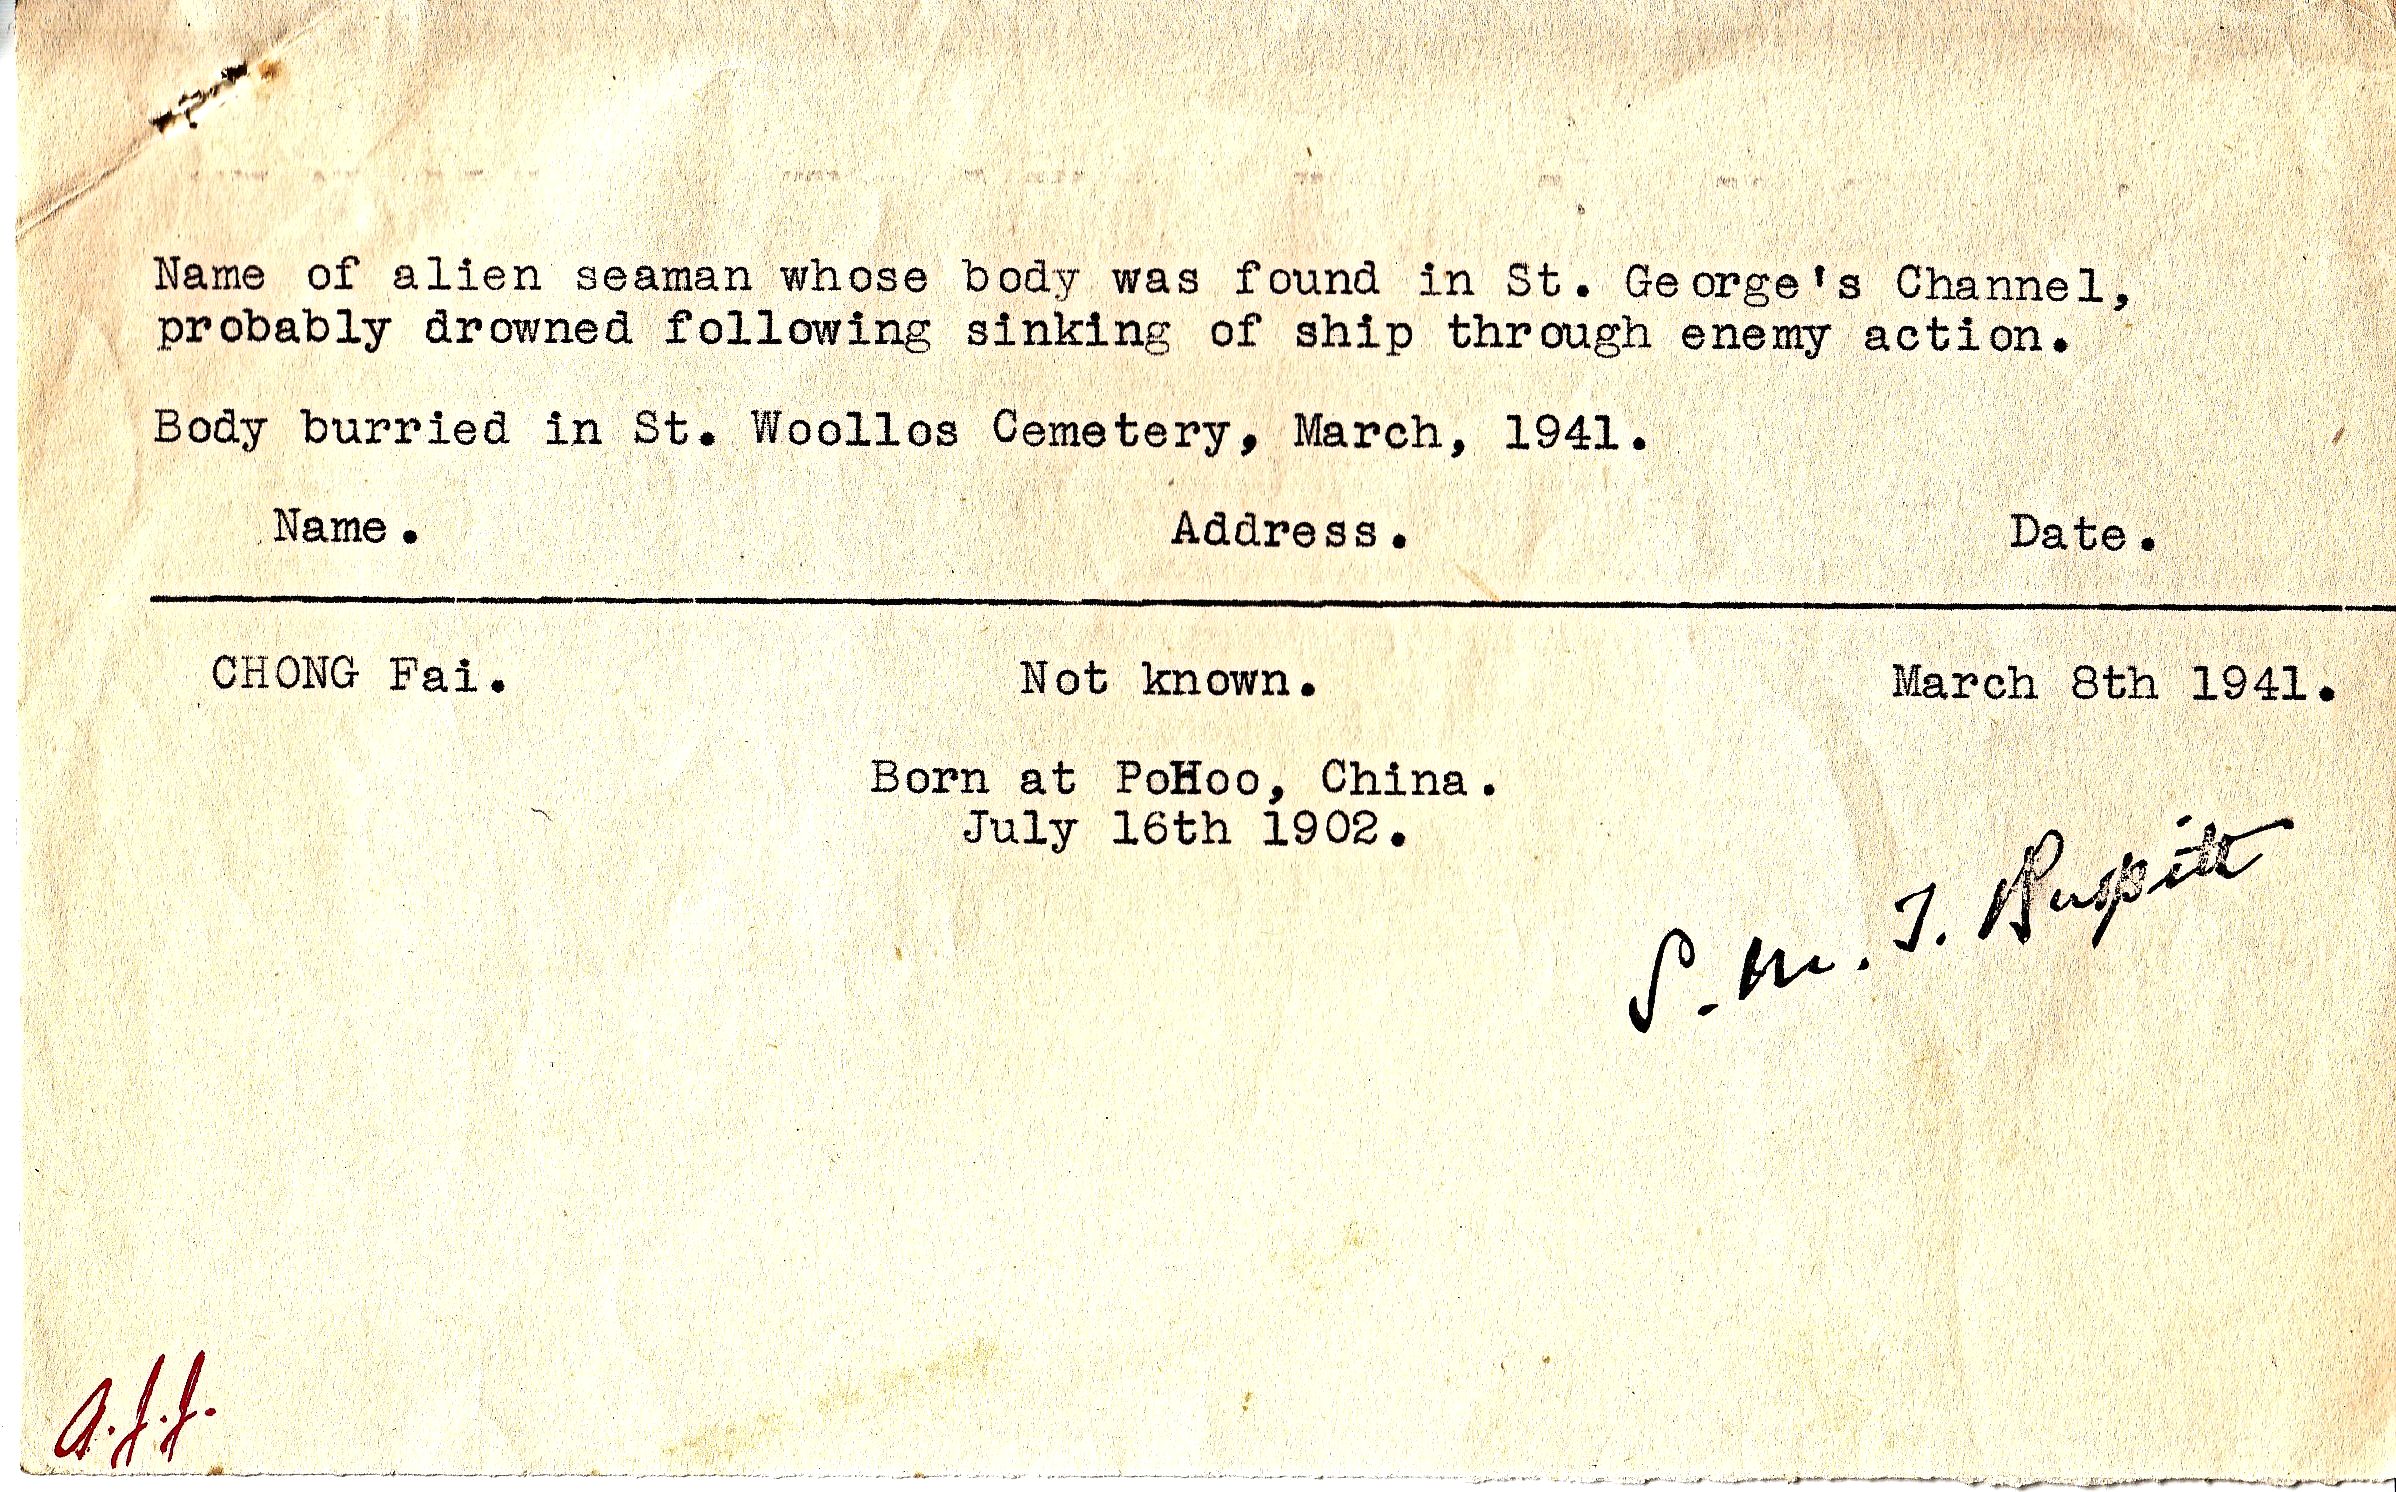 Name of alien seaman whose body was found in St. George's Channel,
probably drowned following sinking of ship through enemy action.
Body burried in St. Woollos Cemetery, March, 1941.
Name. Address. Date.
CHONG Fai. Not known. March 8th 1941.
Born at PoHoo, China.
July 16th 1902.
S. M. T.